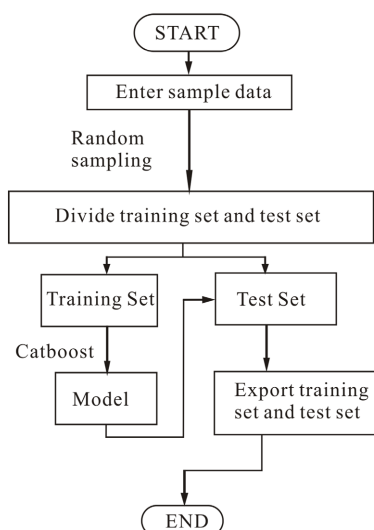 START
Enter sample data
Random
sampling
Divide training set and test set
Training Set
Test Set
Catboost
Model
Export training
set and test set
END